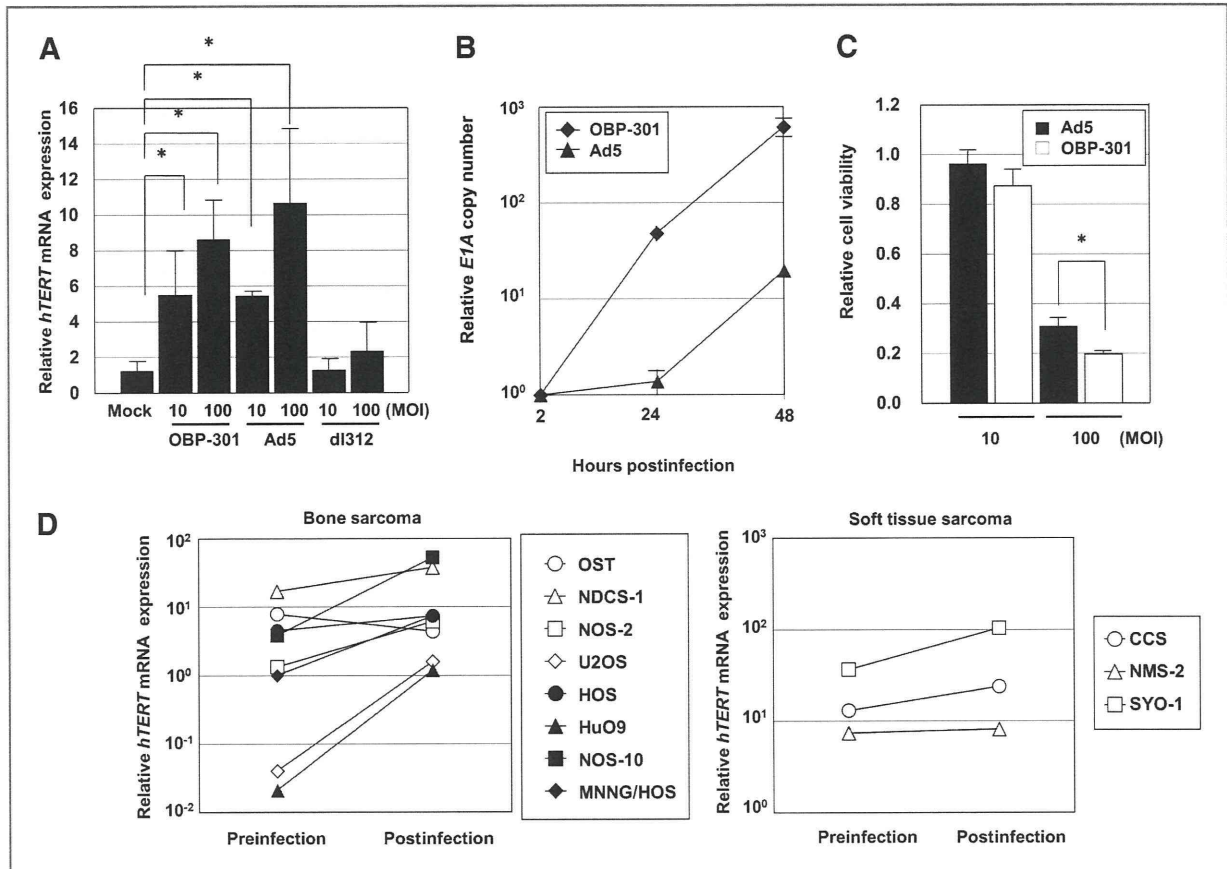 A
Relative hTERT mRNA expression
16
14
12
10
8
6
4
2
0
*
*
*
*
Mock 10 100 10 100 10 100 (MOI)
OBP-301 Ad5 dl312
B
Relative E1A copy number
10³
10²
10¹
10⁰
OBP-301
Ad5
2 24 48
Hours postinfection
C
Relative cell viability
1.2
1.0
0.8
0.6
0.4
0.2
0.0
Ad5
OBP-301
*
10 100 (MOI)
D
Bone sarcoma
Relative hTERT mRNA expression
10²
10¹
10⁰
10⁻¹
10⁻²
Preinfection Postinfection
OST
NDCS-1
NOS-2
U2OS
HOS
HuO9
NOS-10
MNNG/HOS
Soft tissue sarcoma
Relative hTERT mRNA expression
10³
10²
10¹
10⁰
Preinfection Postinfection
CCS
NMS-2
SYO-1